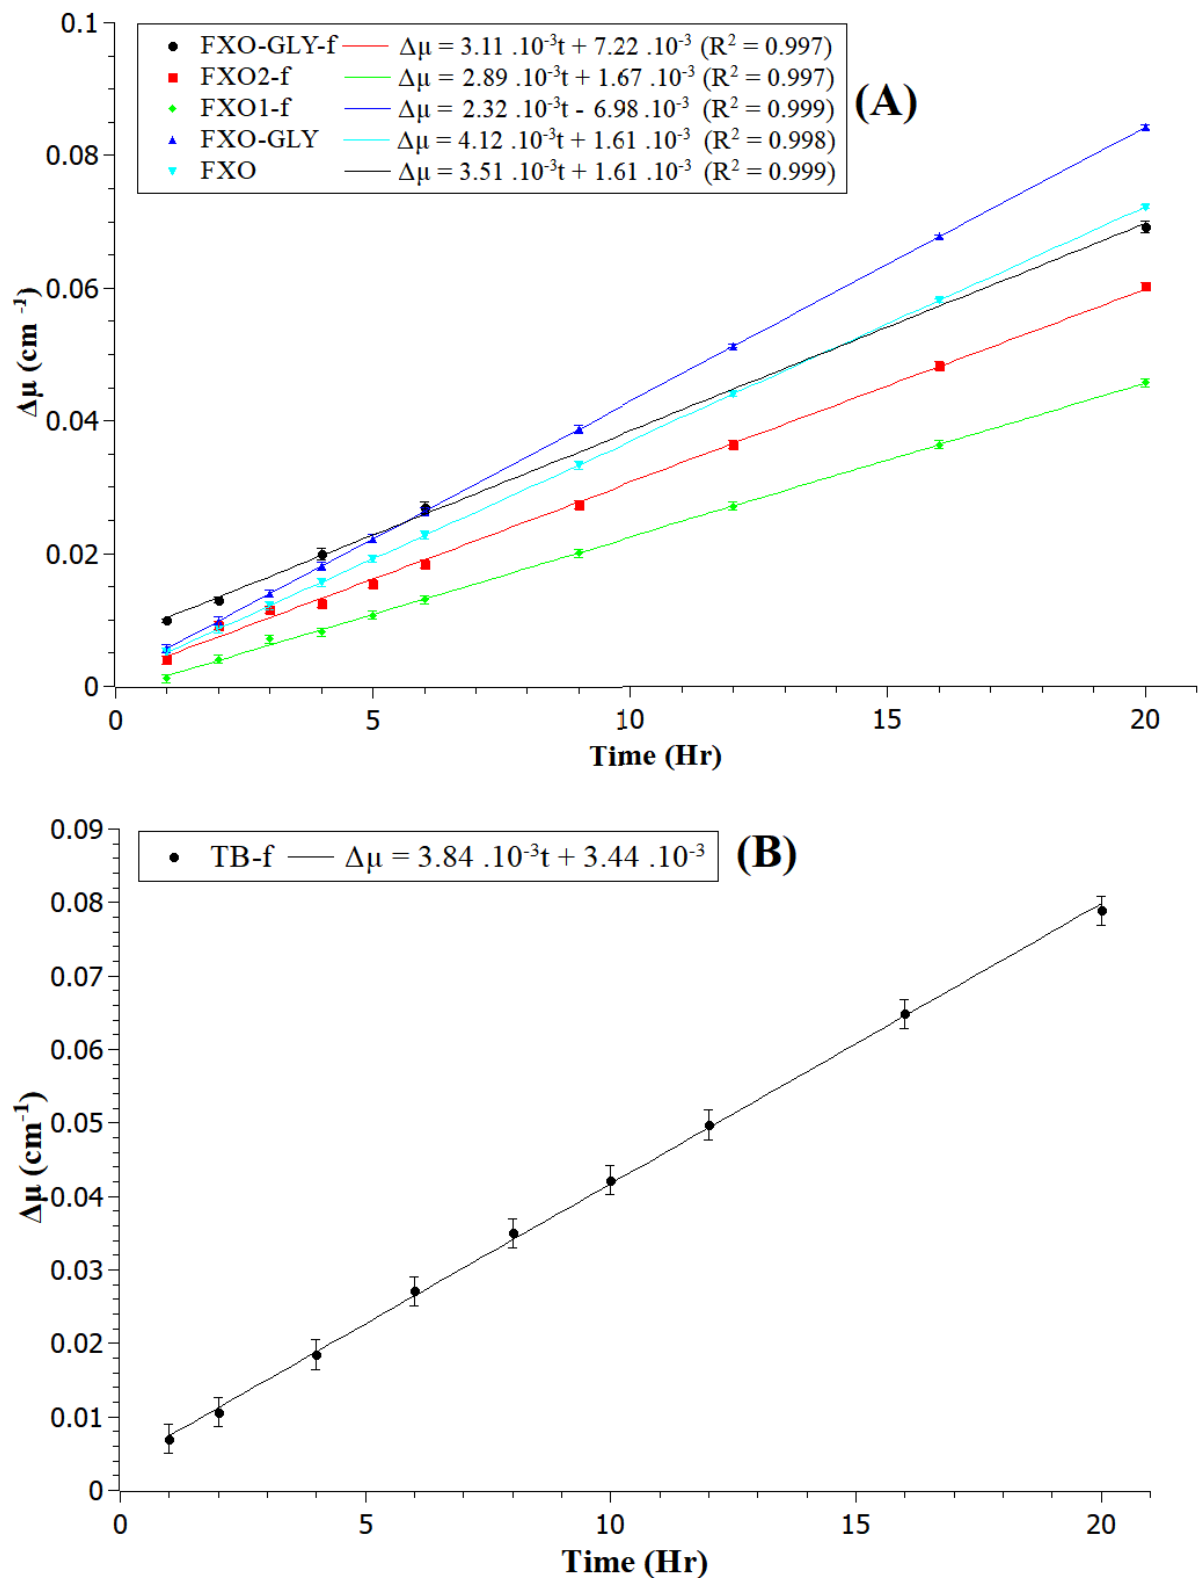 0.1
FXO-GLY-f Δμ = 3.11 .10⁻³t + 7.22 .10⁻³ (R² = 0.997)
FXO2-f Δμ = 2.89 .10⁻³t + 1.67 .10⁻³ (R² = 0.997)
FXO1-f Δμ = 2.32 .10⁻³t - 6.98 .10⁻³ (R² = 0.999)
FXO-GLY Δμ = 4.12 .10⁻³t + 1.61 .10⁻³ (R² = 0.998)
FXO Δμ = 3.51 .10⁻³t + 1.61 .10⁻³ (R² = 0.999)
(A)
0.08
0.06
0.04
0.02
0
Δμ (cm ⁻¹)
0 5 10 15 20
Time (Hr)
0.09
TB-f Δμ = 3.84 .10⁻³t + 3.44 .10⁻³
(B)
0.08
0.07
0.06
0.05
0.04
0.03
0.02
0.01
0
Δμ (cm⁻¹)
0 5 10 15 20
Time (Hr)